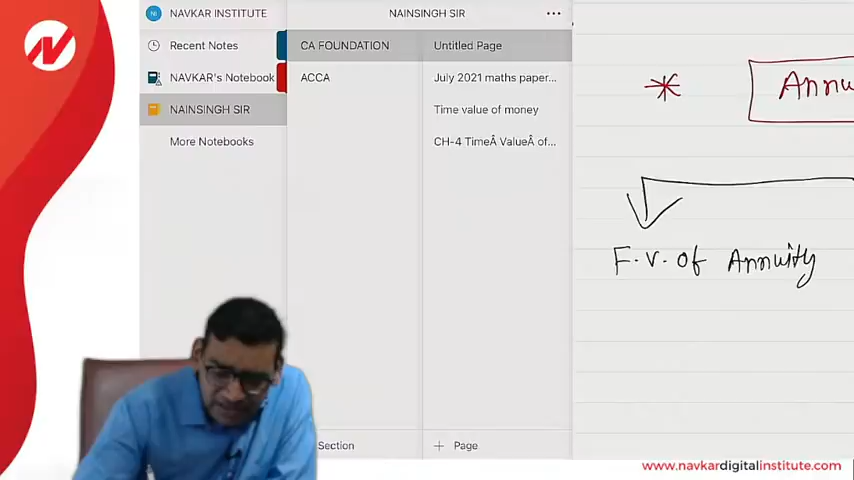 NAVKAR INSTITUTE
Recent Notes
NAVKAR's Notebook
NAINSINGH SIR
More Notebooks
NAINSINGH SIR
CA FOUNDATION
ACCA
Section
Untitled Page
July 2021 maths paper...
Time value of money
CH-4 TimeÂ ValueÂ of...
+ Page
* Annu
F.V. of Annuity
www.navkardigitalinstitute.com